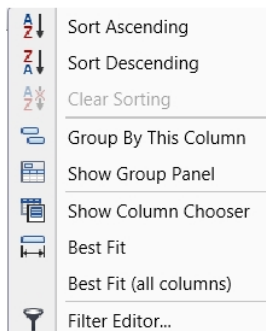 Sort Ascending
Sort Descending
Clear Sorting
Group By This Column
Show Group Panel
Show Column Chooser
Best Fit
Best Fit (all columns)
Filter Editor...